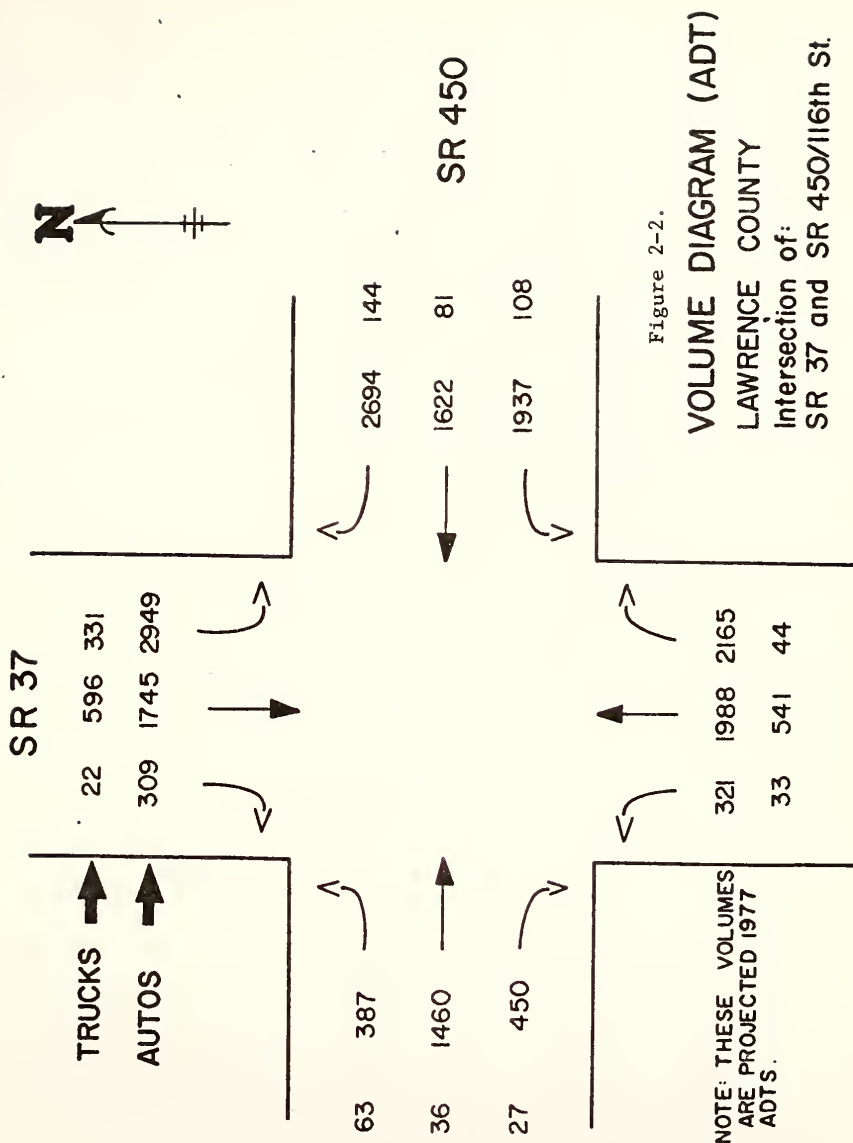 SR 37
N
TRUCKS
22 596 331
AUTOS
309 1745 2949
63 387
36 1460
27 450
2694 144
1622 81
1937 108
SR 450
321 1988 2165
33 541 44
NOTE: THESE VOLUMES
ARE PROJECTED 1977
ADTS.
Figure 2-2.
VOLUME DIAGRAM (ADT)
LAWRENCE COUNTY
Intersection of:
SR 37 and SR 450/116th St.